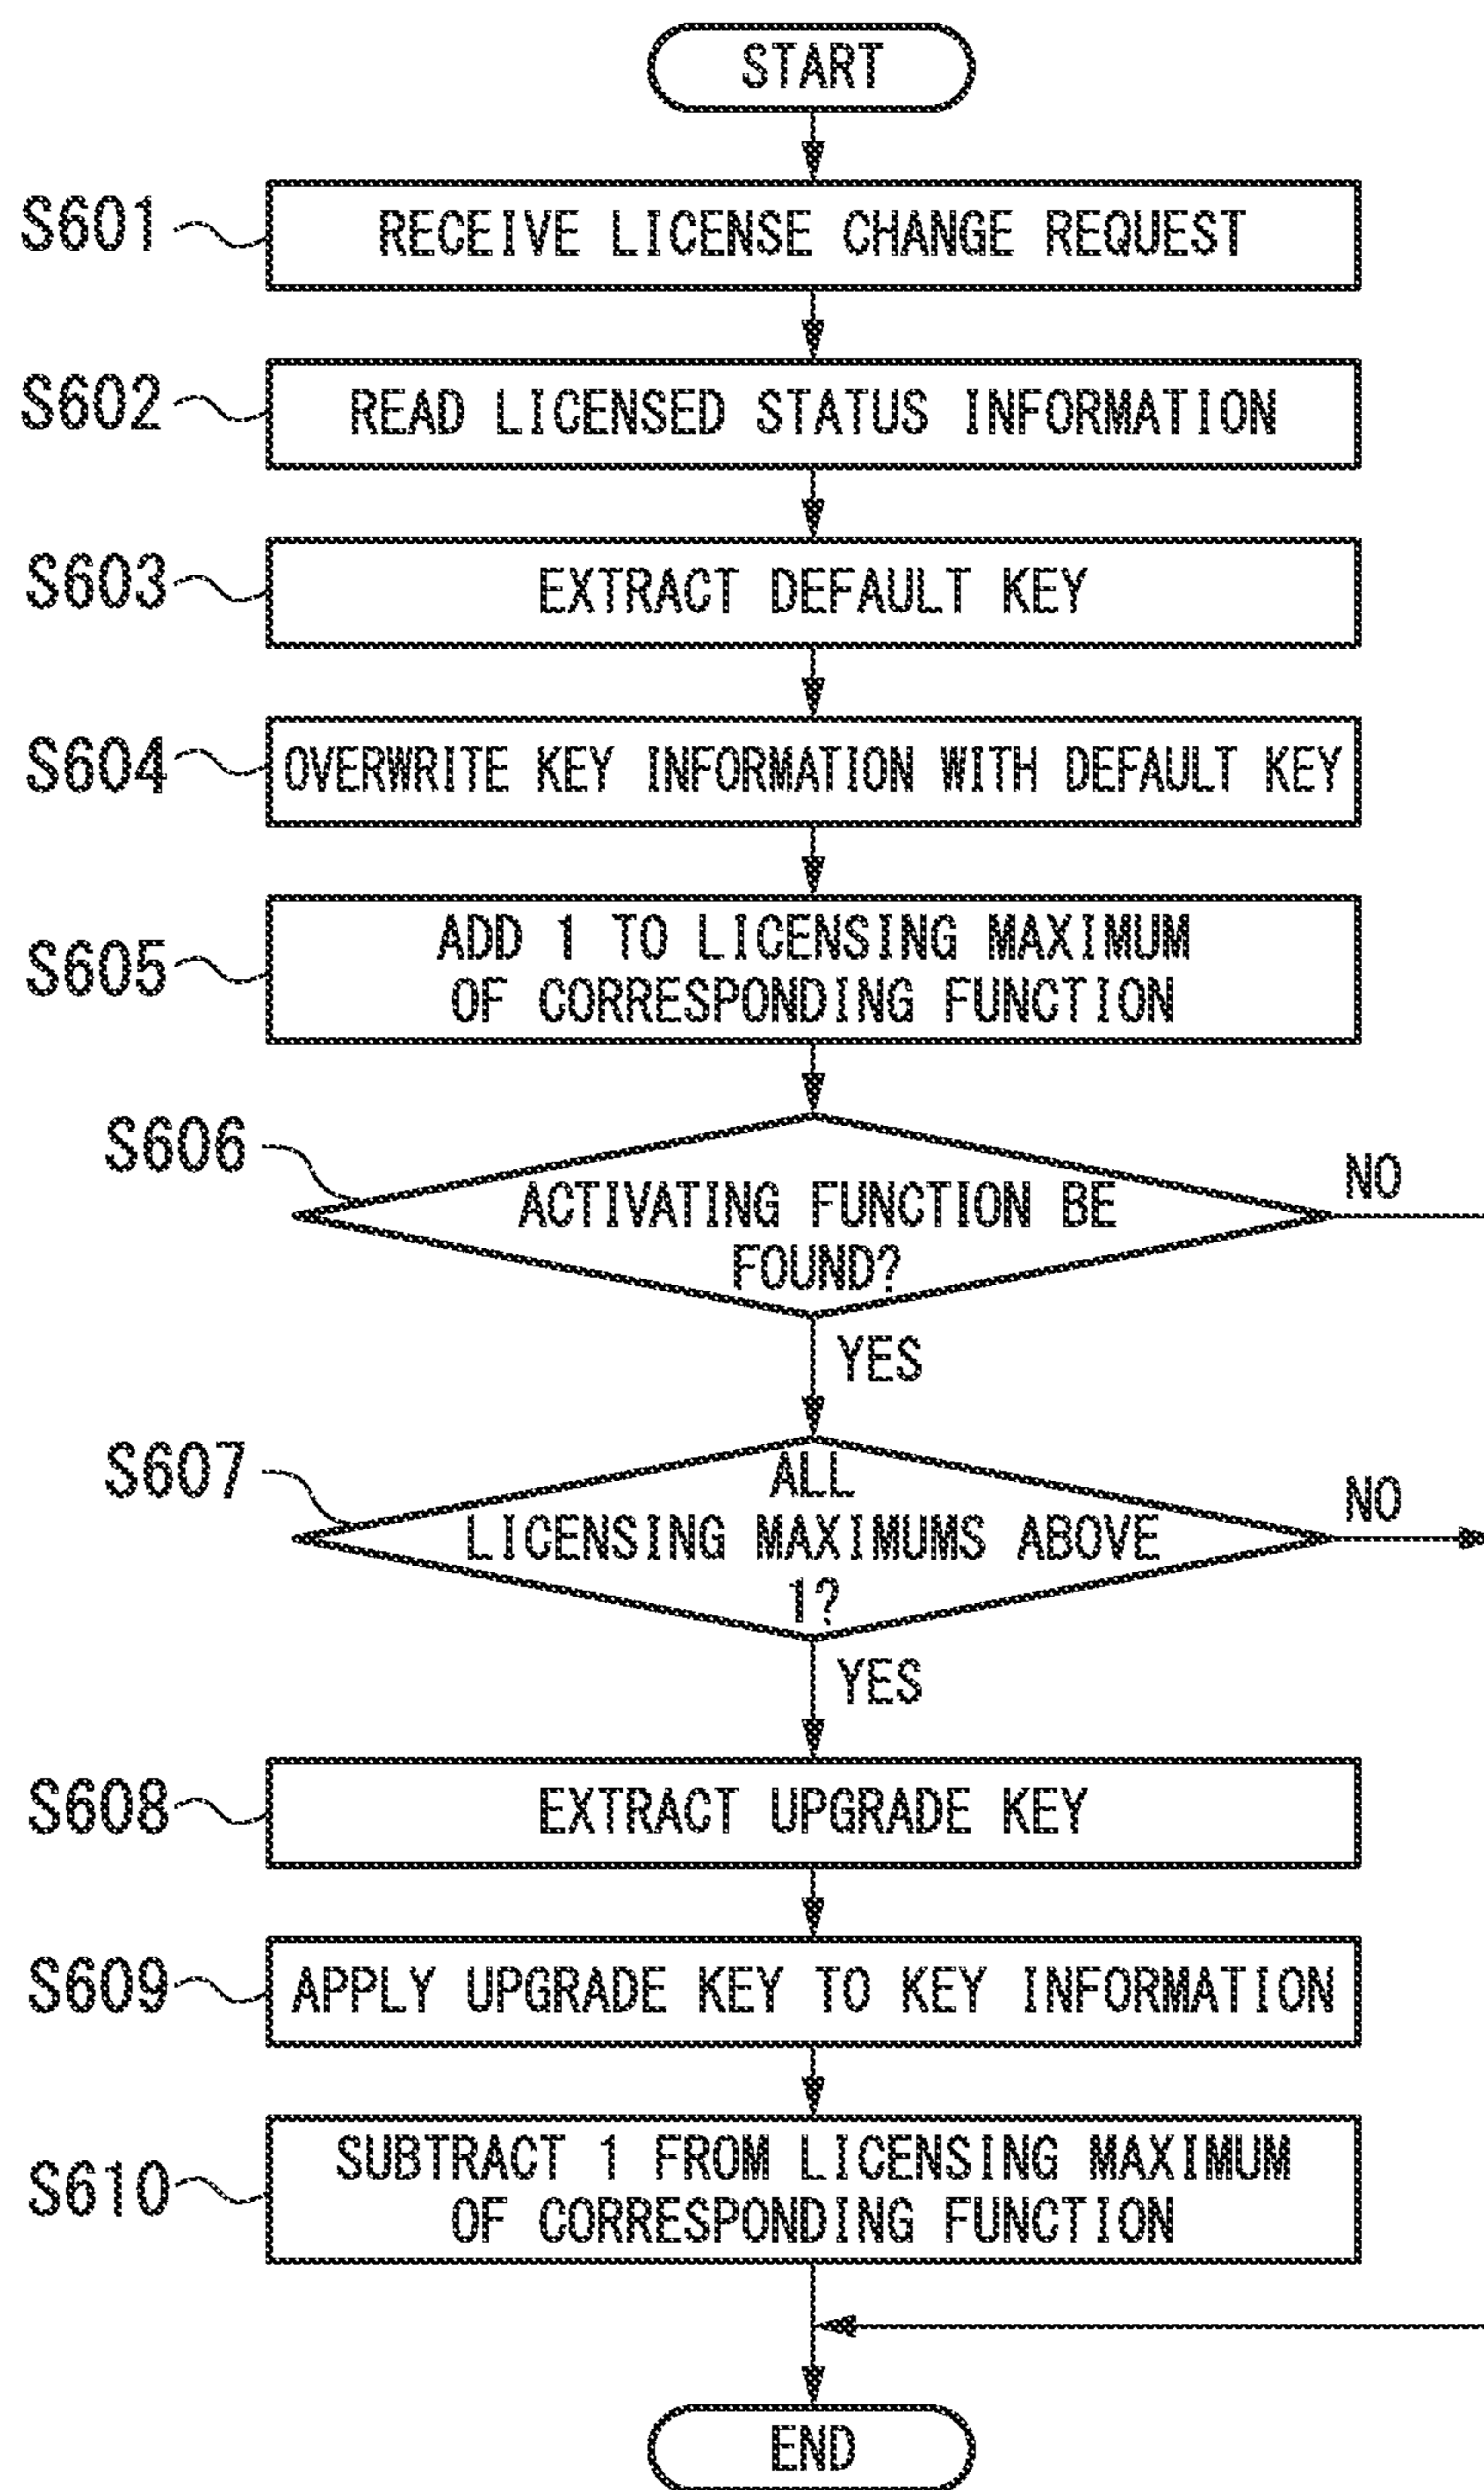 START
S601
RECEIVE LICENSE CHANGE REQUEST
S602
READ LICENSED STATUS INFORMATION
S603
EXTRACT DEFAULT KEY
S604
OVERWRITE KEY INFORMATION WITH DEFAULT KEY
S605
ADD 1 TO LICENSING MAXIMUM
OF CORRESPONDING FUNCTION
S606
ACTIVATING FUNCTION BE
FOUND?
NO
YES
S607
ALL
LICENSING MAXIMUMS ABOVE
1?
NO
YES
S608
EXTRACT UPGRADE KEY
S609
APPLY UPGRADE KEY TO KEY INFORMATION
S610
SUBTRACT 1 FROM LICENSING MAXIMUM
OF CORRESPONDING FUNCTION
END